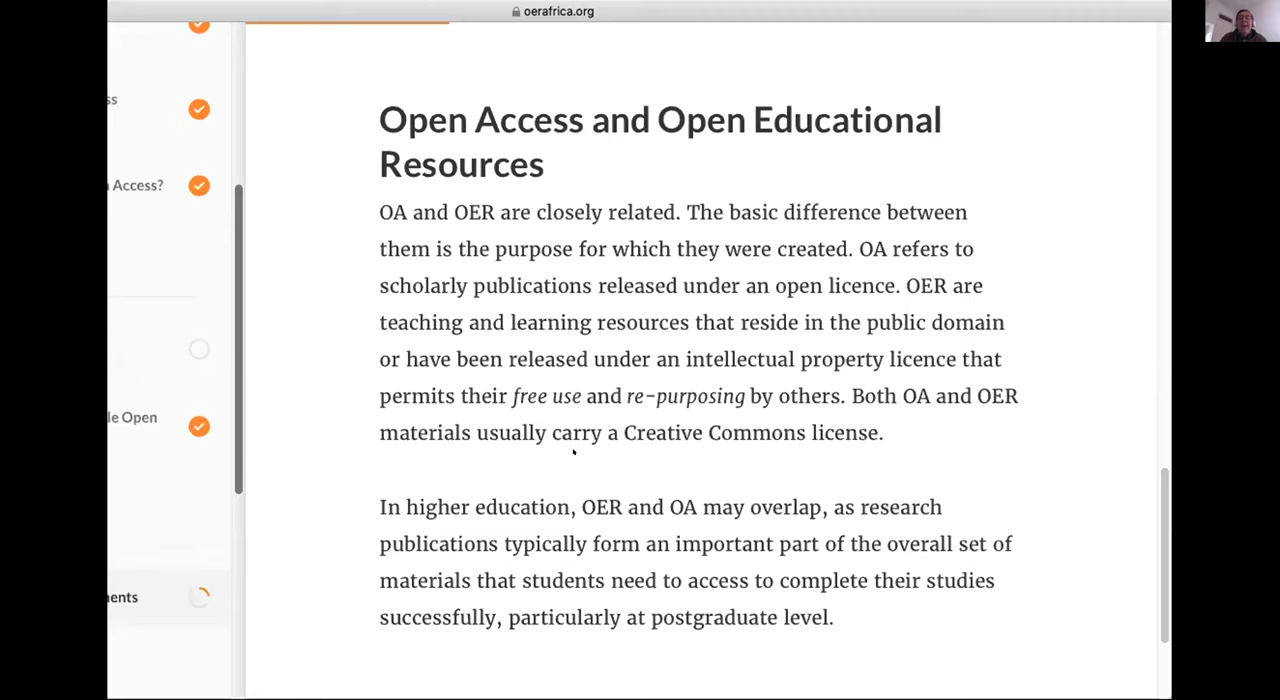 oerafrica.org
ss
Access?
le Open
ents
Open Access and Open Educational
Resources
OA and OER are closely related. The basic difference between
them is the purpose for which they were created. OA refers to
scholarly publications released under an open licence. OER are
teaching and learning resources that reside in the public domain
or have been released under an intellectual property licence that
permits their free use and re-purposing by others. Both OA and OER
materials usually carry a Creative Commons license.
In higher education, OER and OA may overlap, as research
publications typically form an important part of the overall set of
materials that students need to access to complete their studies
successfully, particularly at postgraduate level.